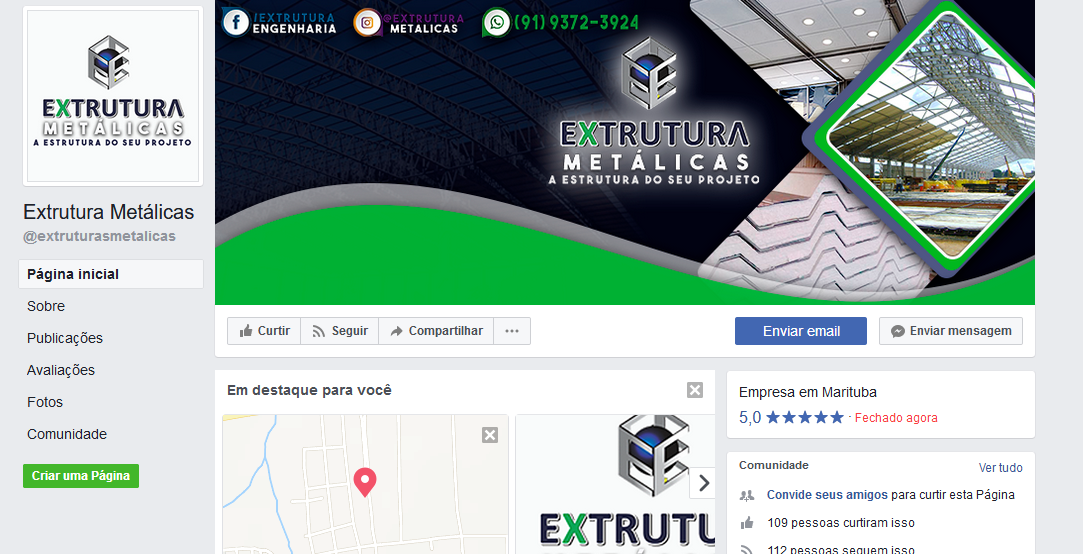 /EXTRUTURA
ENGENHARIA
@EXTRUTURA
METALICAS
(91) 9372-3924
EXTRUTURA
METÁLICAS
A ESTRUTURA DO SEU PROJETO
EXTRUTURA
METÁLICAS
A ESTRUTURA DO SEU PROJETO
Extrutura Metálicas
@extruturasmetalicas
Página inicial
Sobre
Publicações
Avaliações
Fotos
Comunidade
Criar uma Página
Curtir
Seguir
Compartilhar
...
Enviar email
Enviar mensagem
Em destaque para você
EXTRUTU
Metálicas
Empresa em Marituba
5,0 ★★★★★ · Fechado agora
Comunidade
Ver tudo
Convide seus amigos para curtir esta Página
109 pessoas curtiram isso
112 pessoas seguem isso